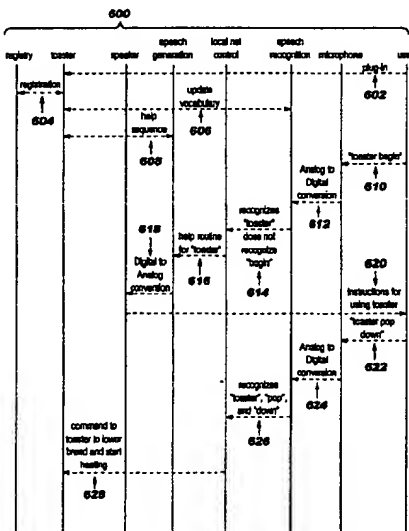 600
registry
toaster
speaker
speech
generation
local net
control
speech
recognition
microphone
user
plug-in
602
registration
604
update
vocabulary
606
help
sequence
608
"toaster begin"
610
Analog to
Digital
conversion
612
recognizes
"toaster"
does not
recognize
"begin"
614
help routine
for "toaster"
616
618
Digital to
Analog
conversion
620
instructions for
using toaster
"toaster pop
down"
622
Analog to
Digital
conversion
624
recognizes
"toaster", "pop",
and "down"
626
command to
toaster to lower
bread and start
heating
628